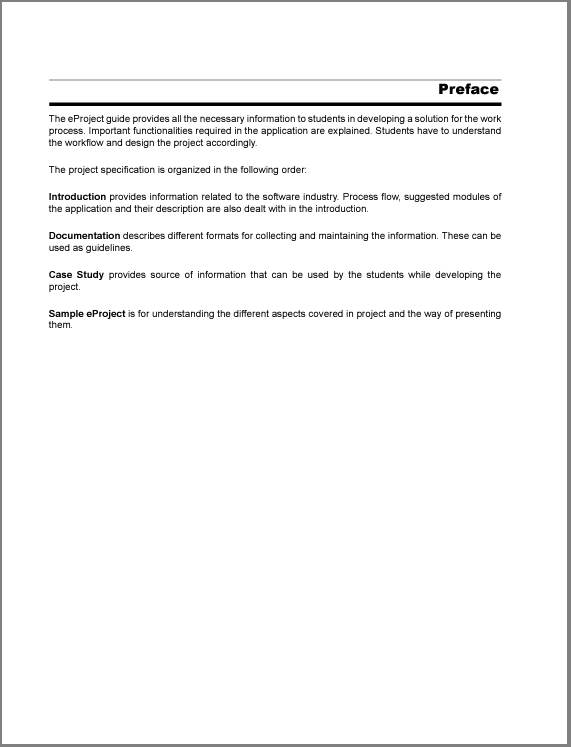 Preface
The eProject guide provides all the necessary information to students in developing a solution for the work
process. Important functionalities required in the application are explained. Students have to understand
the workflow and design the project accordingly.
The project specification is organized in the following order:
Introduction provides information related to the software industry. Process flow, suggested modules of
the application and their description are also dealt with in the introduction.
Documentation describes different formats for collecting and maintaining the information. These can be
used as guidelines.
Case Study provides source of information that can be used by the students while developing the
project.
Sample eProject is for understanding the different aspects covered in project and the way of presenting
them.